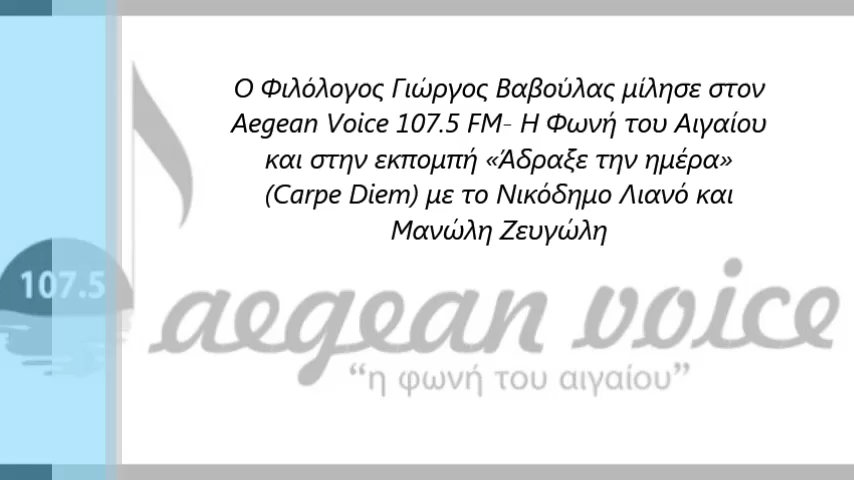 Ο Φιλόλογος Γιώργος Βαβούλας μίλησε στον
Aegean Voice 107.5 FM- Η Φωνή του Αιγαίου
και στην εκπομπή «Άδραξε την ημέρα»
(Carpe Diem) με το Νικόδημο Λιανό και
Μανώλη Ζευγώλη
107.5
aegean voice
“η φωνή του αιγαίου”